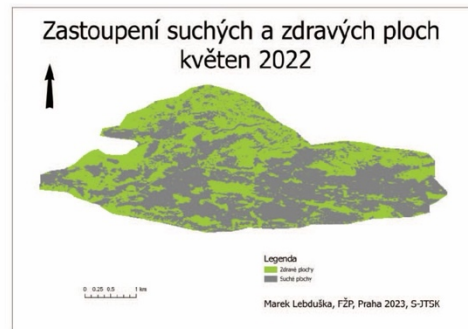 Zastoupení suchých a zdravých ploch
květen 2022
Legenda
Zdravé plochy
Suché plochy
0 0.25 0.5 1 km
Marek Lebduška, FŽP, Praha 2023, S-JTSK